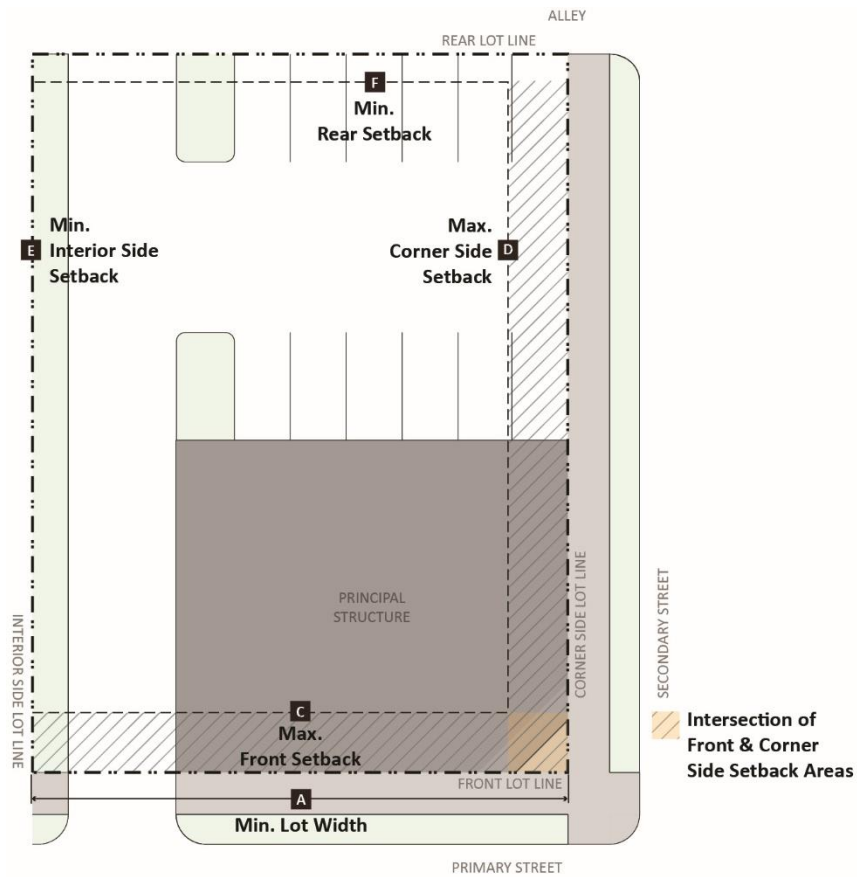 ALLEY
REAR LOT LINE
F
Min.
Rear Setback
E
Min.
Interior Side
Setback
Max.
Corner Side
Setback
D
PRINCIPAL
STRUCTURE
INTERIOR SIDE LOT LINE
CORNER SIDE LOT LINE
SECONDARY STREET
C
Max.
Front Setback
Intersection of
Front & Corner
Side Setback Areas
FRONT LOT LINE
A
Min. Lot Width
PRIMARY STREET